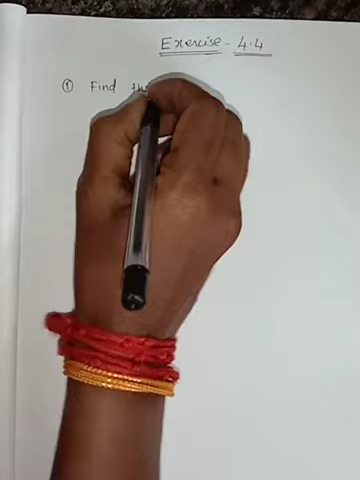 Exercise - 4.4
① Find